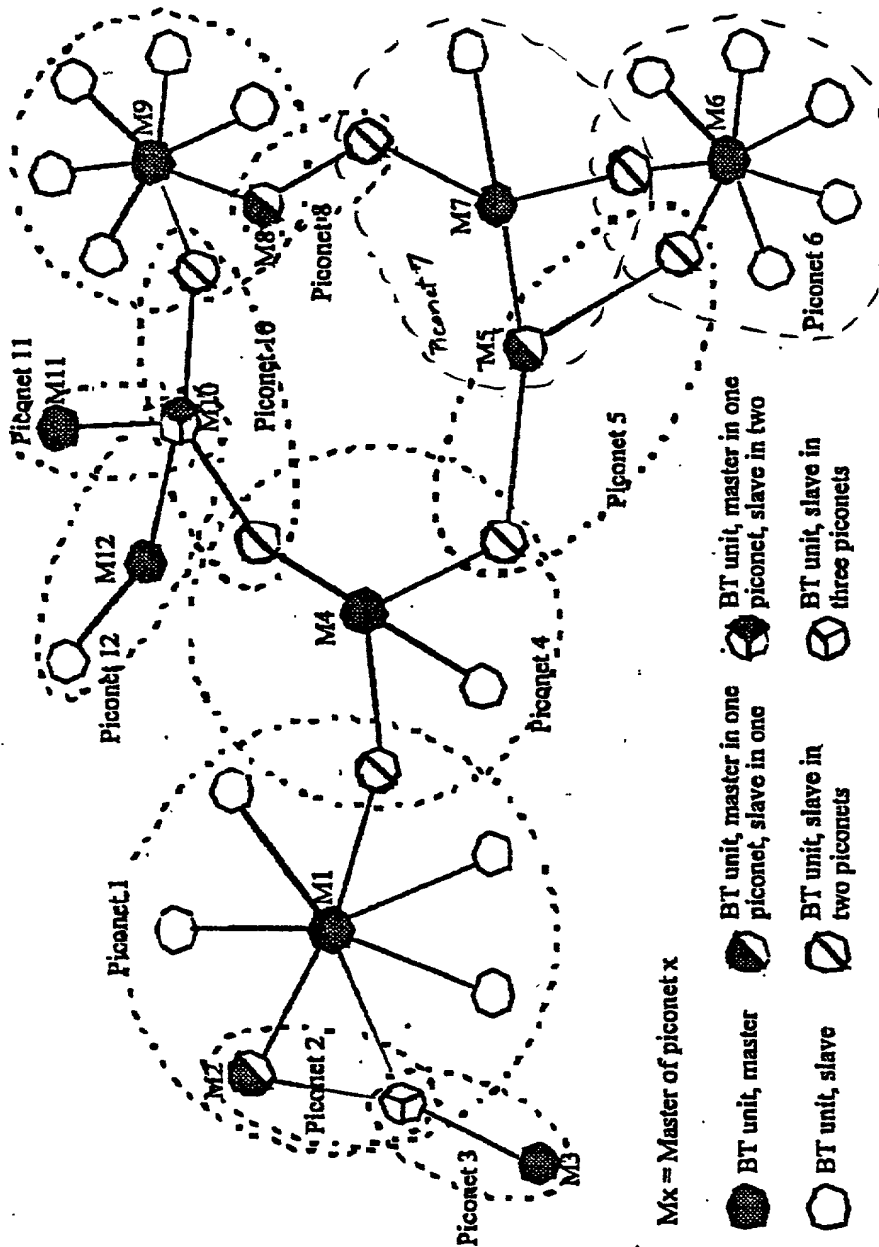 Piconet 1
M1
M2
Piconet 2
Piconet 3
M3
Piconet 12
M12
Piconet 11
M11
M10
Piconet 10
M4
Piconet 4
M9
M8
Piconet 8
Piconet 7
M7
M5
Piconet 5
M6
Piconet 6
Mx = Master of piconet x
BT unit, master
BT unit, master in one
piconet, slave in one
BT unit, master in one
piconet, slave in two
BT unit, slave
BT unit, slave in
two piconets
BT unit, slave in
three piconets